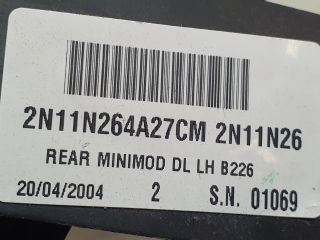 2N11N264A27CM 2N11N26
REAR MINIMOD DL LH B226
20/04/2004 2 S.N. 01069